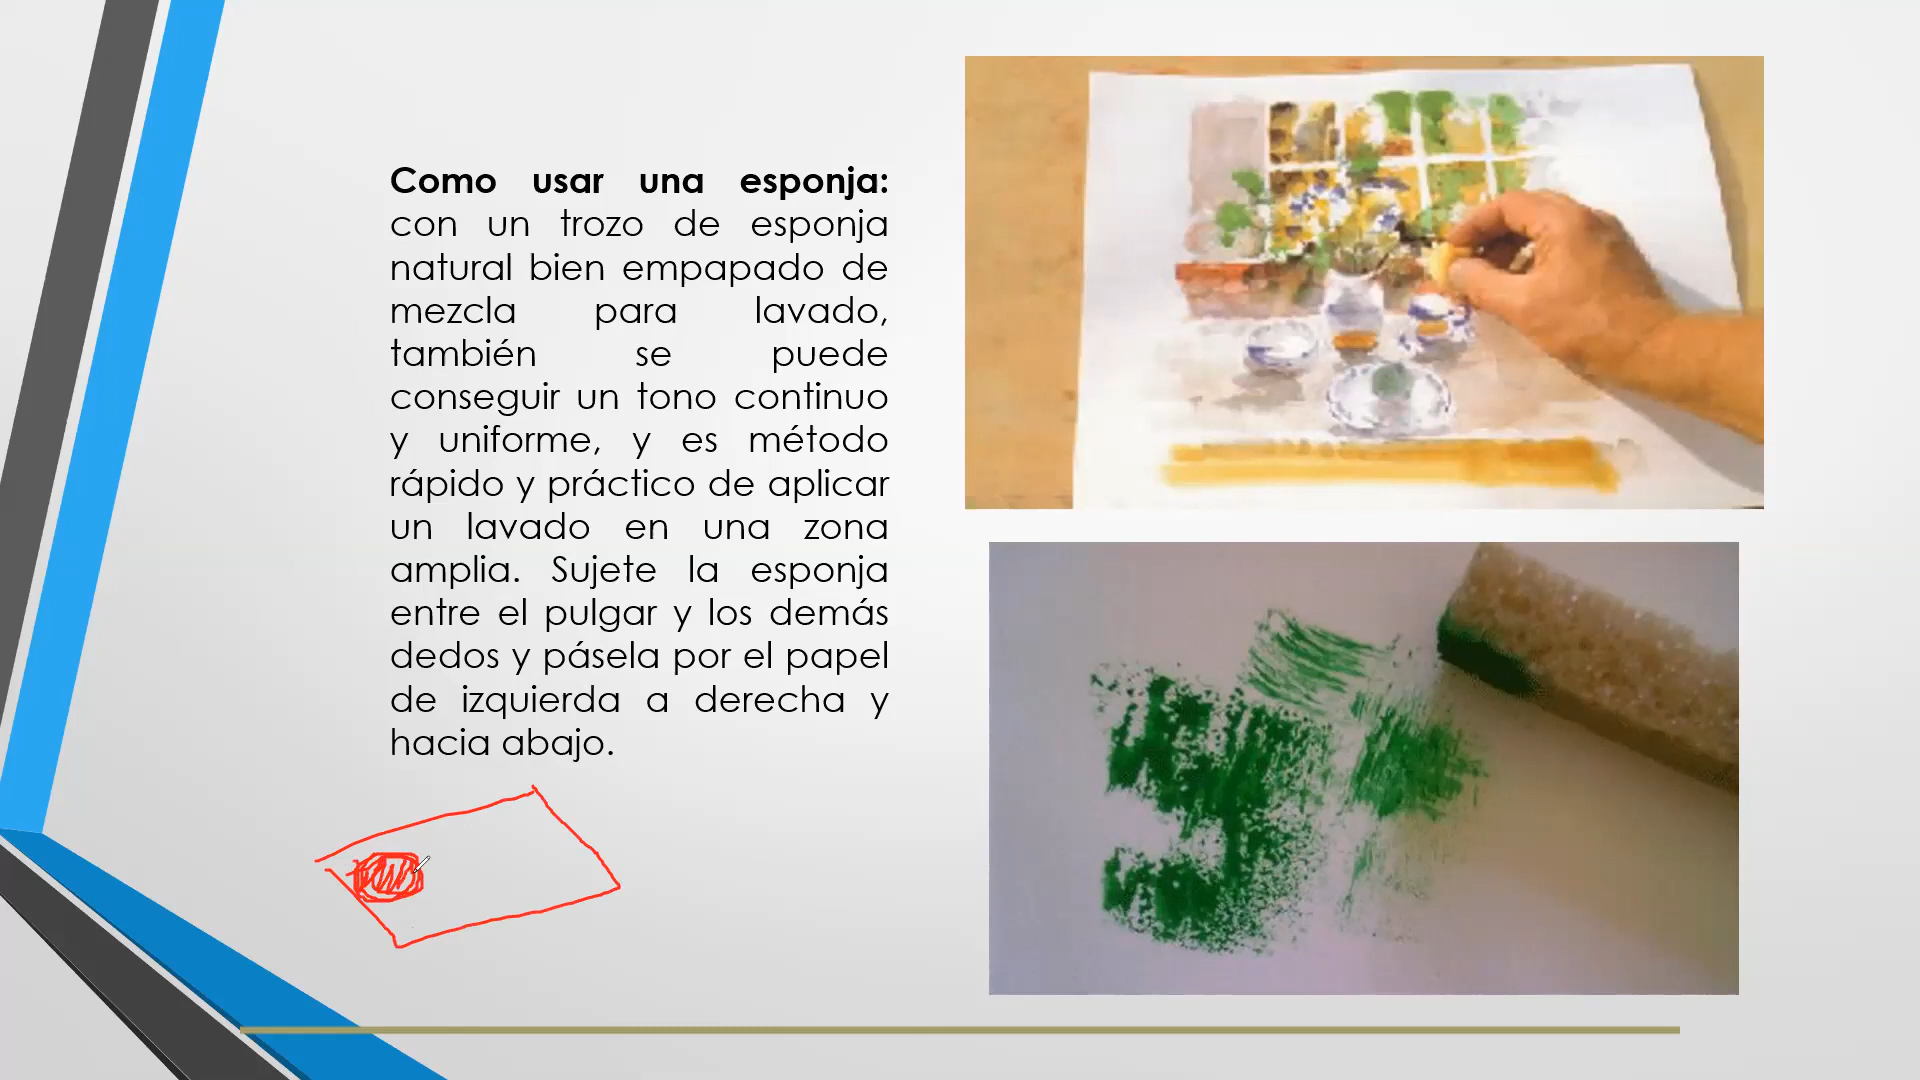 Como usar una esponja:
con un trozo de esponja
natural bien empapado de
mezcla para lavado,
también se puede
conseguir un tono continuo
y uniforme, y es método
rápido y práctico de aplicar
un lavado en una zona
amplia. Sujete la esponja
entre el pulgar y los demás
dedos y pásela por el papel
de izquierda a derecha y
hacia abajo.